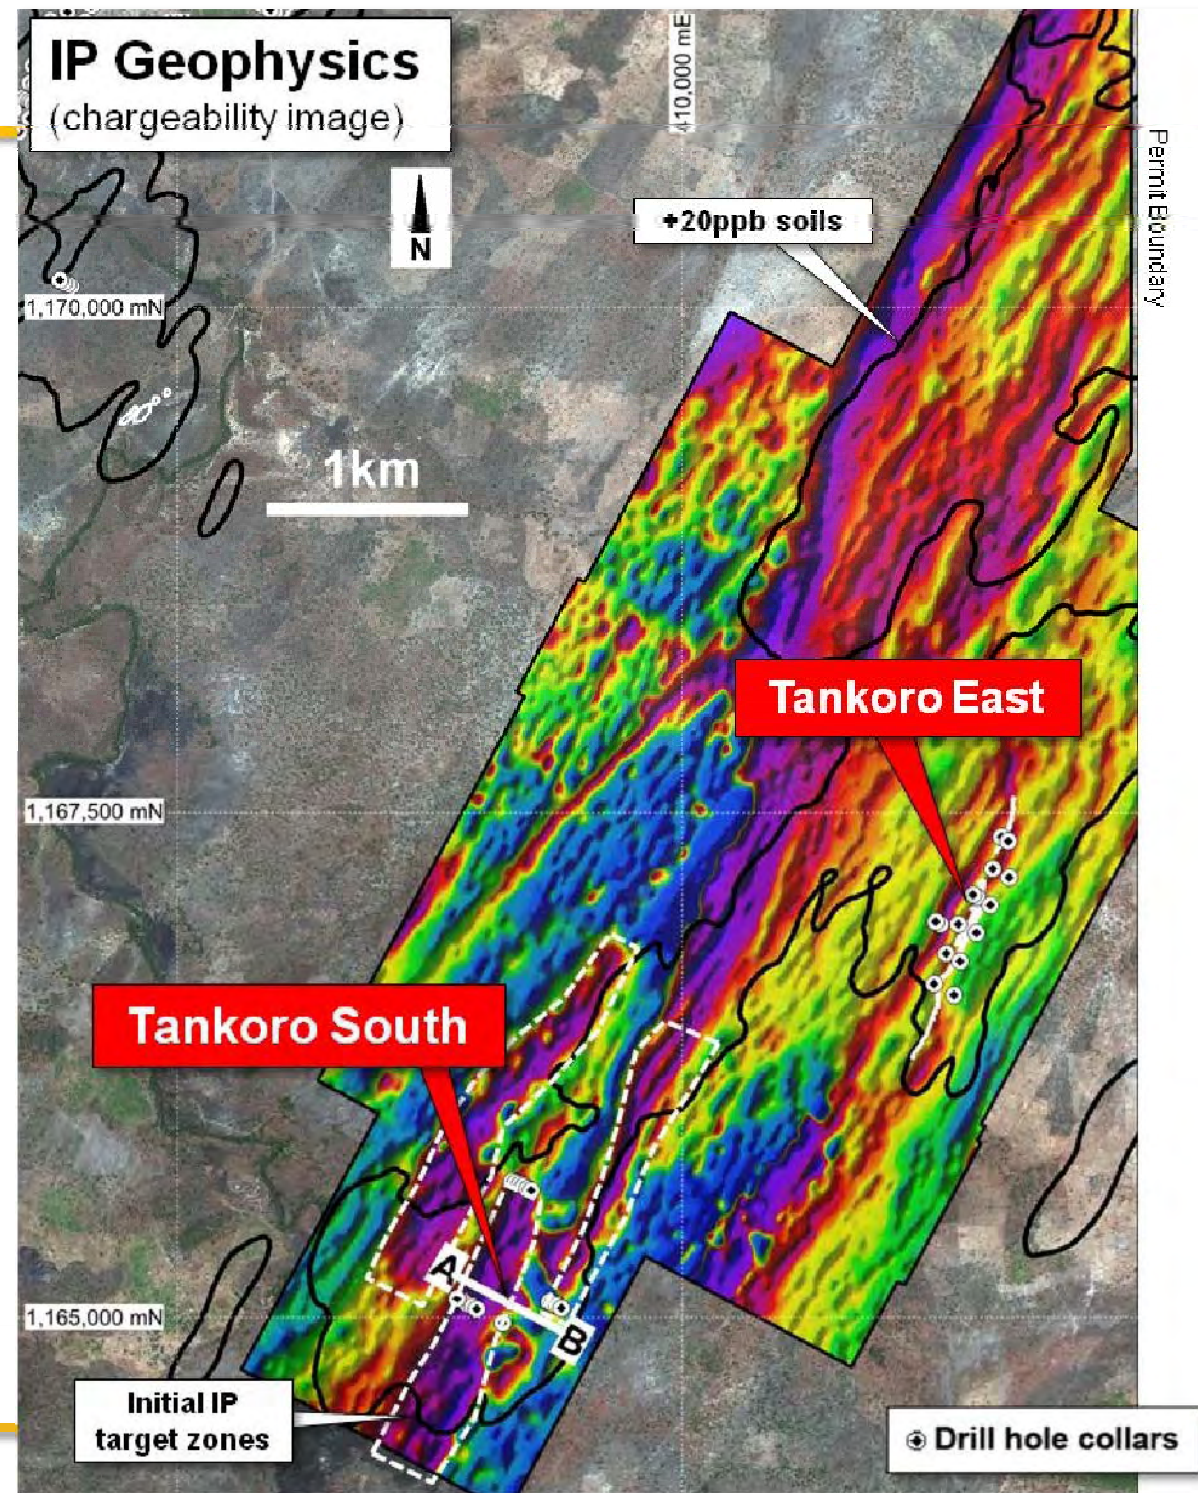 IP Geophysics
(chargeability image)
410,000 mE
Permit Boundary
N
+20ppb soils
1,170,000 mN
1km
Tankoro East
1,167,500 mN
Tankoro South
A
1,165,000 mN
B
Initial IP
target zones
Drill hole collars